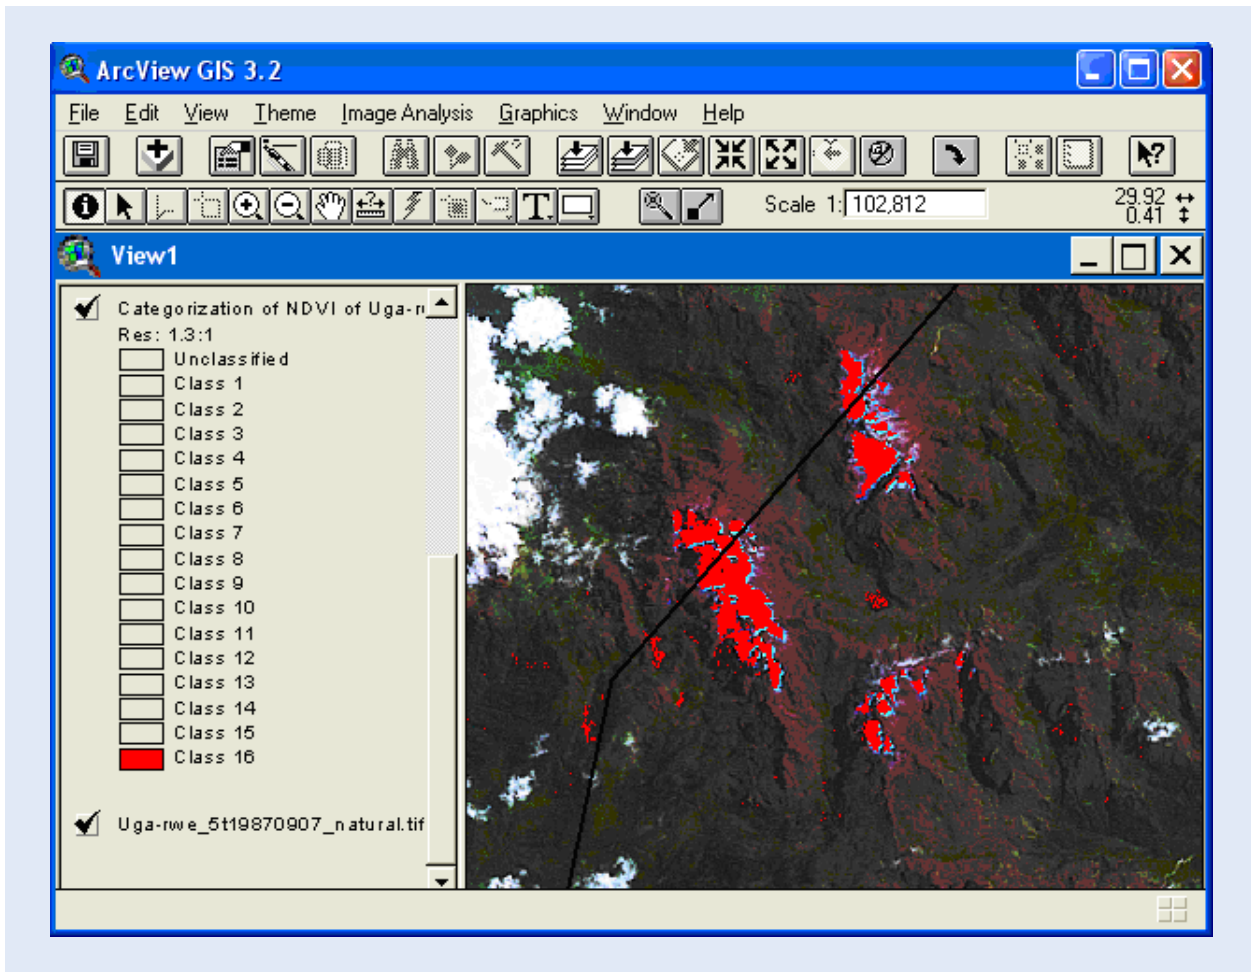 ArcView GIS 3.2
File Edit View Theme Image Analysis Graphics Window Help
Scale 1: 102,812
29.92
0.41
View1
Categorization of NDVI of Uga-r
Res: 1.3:1
Unclassified
Class 1
Class 2
Class 3
Class 4
Class 5
Class 6
Class 7
Class 8
Class 9
Class 10
Class 11
Class 12
Class 13
Class 14
Class 15
Class 16
Uga-rwe_5t19870907_natural.tif